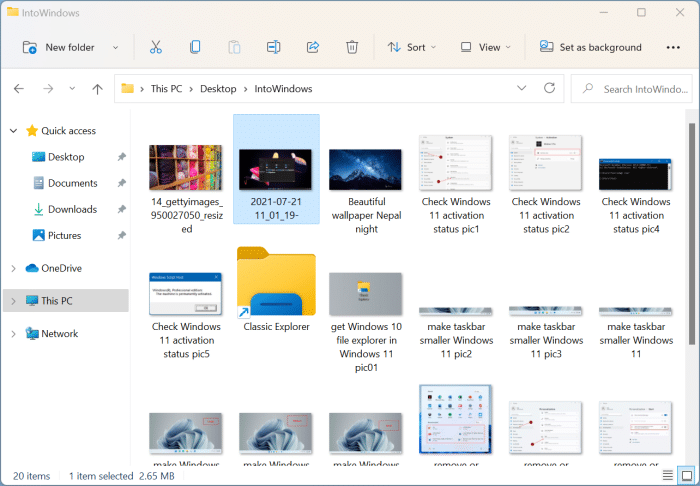 IntoWindows
New folder
Sort
View
Set as background
This PC
Desktop
IntoWindows
Search IntoWindo...
Quick access
Desktop
Documents
Downloads
Pictures
OneDrive
This PC
Network
14_gettyimages_
950027050_resiz
ed
2021-07-21
11_01_19-
Beautiful
wallpaper Nepal
night
Check Windows
11 activation
status pic1
Check Windows
11 activation
status pic2
Check Windows
11 activation
status pic4
Check Windows
11 activation
status pic5
Classic Explorer
get Windows 10
file explorer in
Windows 11
pic01
make taskbar
smaller Windows
11 pic2
make taskbar
smaller Windows
11 pic3
make taskbar
smaller Windows
11
make Windows
make Windows
make Windows
remove or
remove or
remove or
20 items
1 item selected 2.65 MB